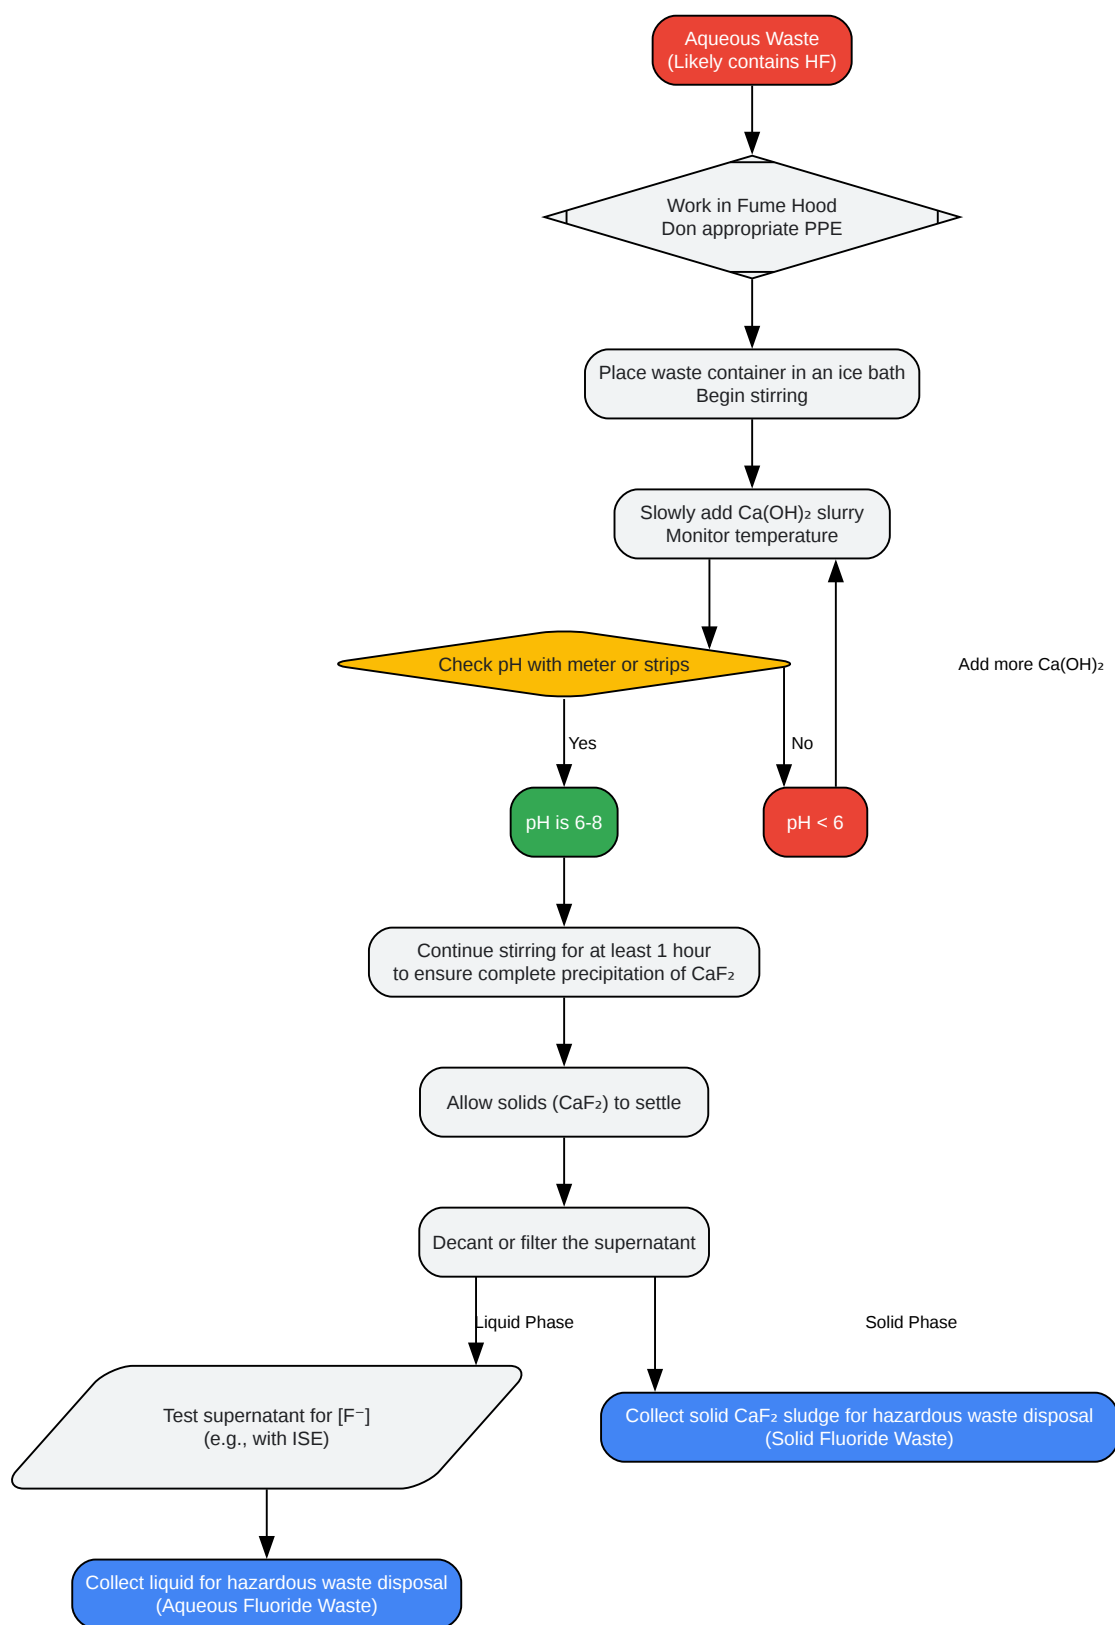 Aqueous Waste
(Likely contains HF)
Work in Fume Hood
Don appropriate PPE
Place waste container in an ice bath
Begin stirring
Slowly add Ca(OH)₂ slurry
Monitor temperature
Check pH with meter or strips
Add more Ca(OH)₂
Yes
No
pH is 6-8
pH < 6
Continue stirring for at least 1 hour
to ensure complete precipitation of CaF₂
Allow solids (CaF₂) to settle
Decant or filter the supernatant
Liquid Phase
Solid Phase
Test supernatant for [F⁻]
(e.g., with ISE)
Collect solid CaF₂ sludge for hazardous waste disposal
(Solid Fluoride Waste)
Collect liquid for hazardous waste disposal
(Aqueous Fluoride Waste)